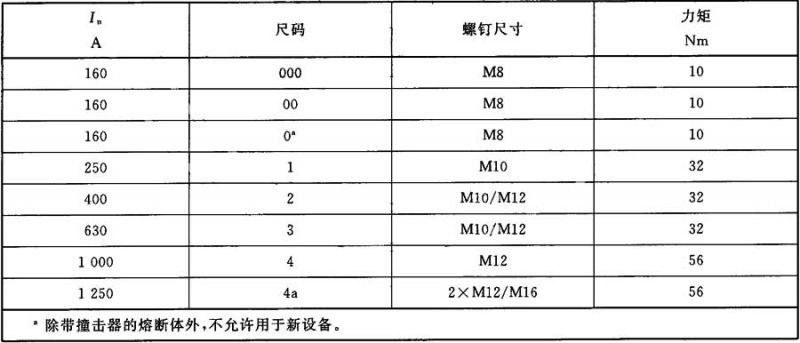 Iₙ
A 尺码 螺钉尺寸 力矩
Nm
160 000 M8 10
160 00 M8 10
160 0ᵃ M8 10
250 1 M10 32
400 2 M10/M12 32
630 3 M10/M12 32
1 000 4 M12 56
1 250 4a 2×M12/M16 56
ᵃ 除带撞击器的熔断体外,不允许用于新设备。